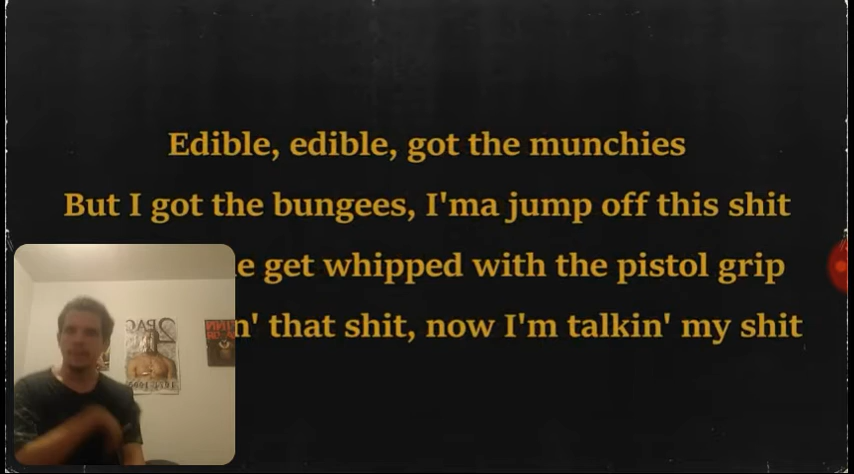 Edible, edible, got the munchies
But I got the bungees, I'ma jump off this shit
e get whipped with the pistol grip
n' that shit, now I'm talkin' my shit
2PAC